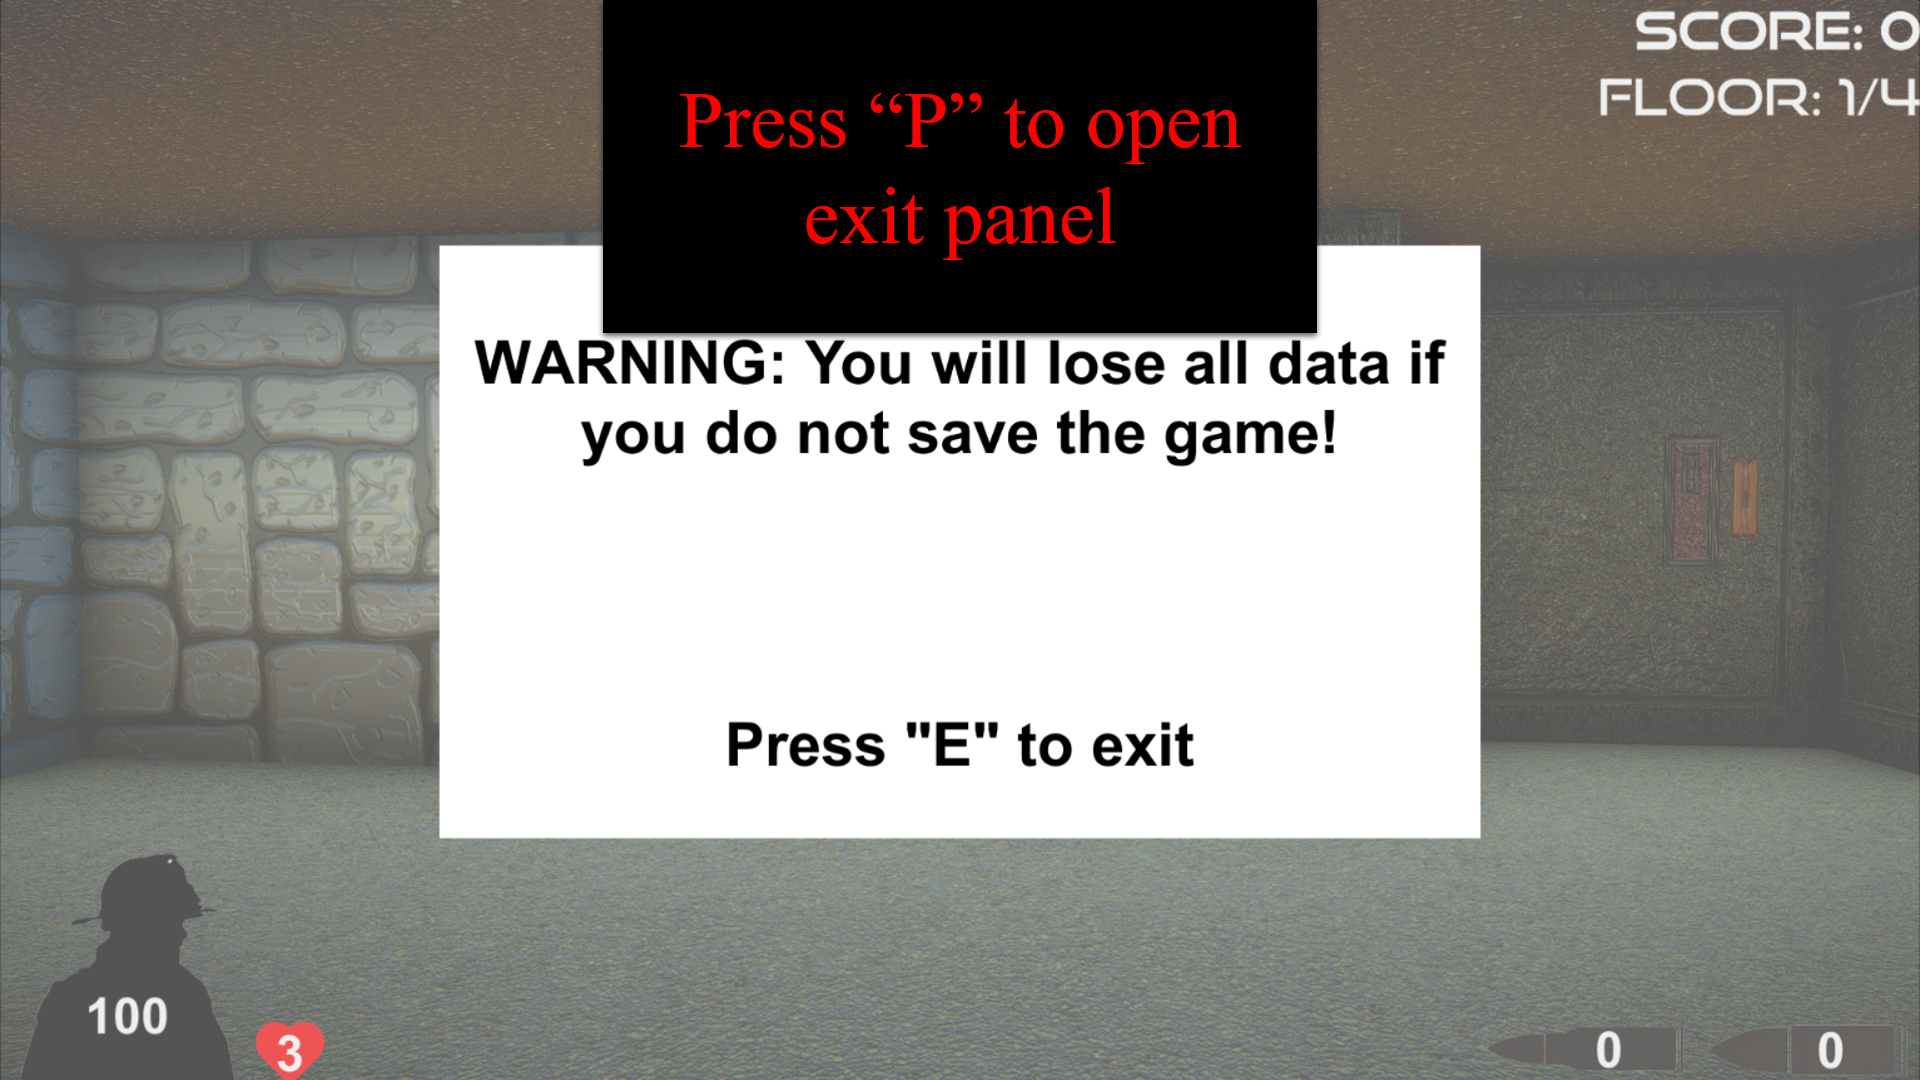 SCORE: 0
FLOOR: 1/4
Press “P” to open
exit panel
WARNING: You will lose all data if
you do not save the game!
Press "E" to exit
100
3
0
0